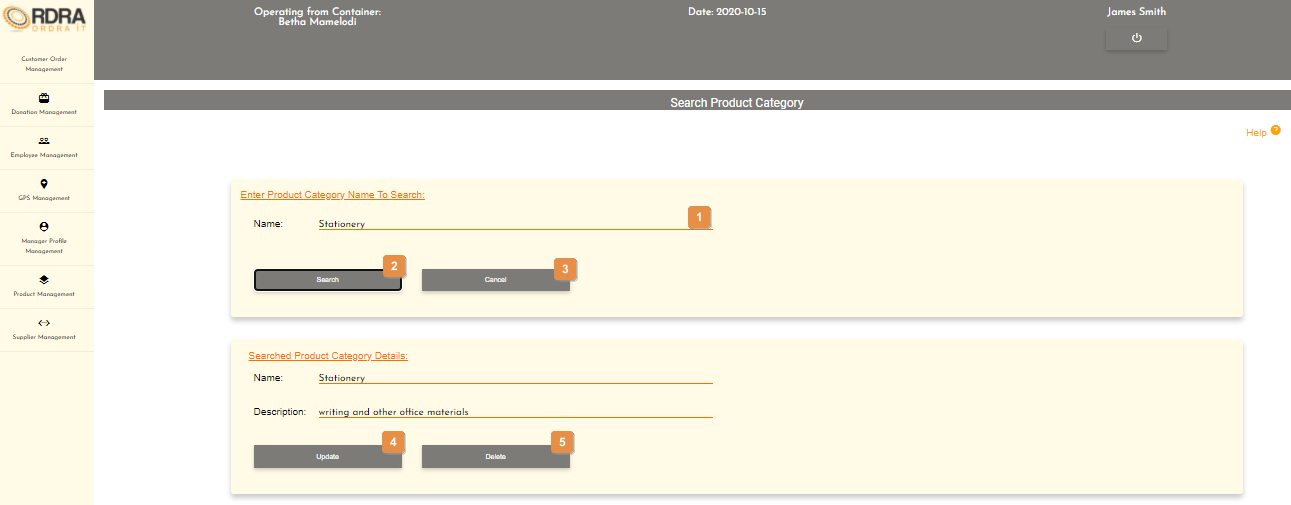 RDRA
ORDRA IT
Operating from Container:
Betha Mamelodi
Date: 2020-10-15
James Smith
Customer Order
Management
Donation Management
Employee Management
GPS Management
Manager Profile
Management
Product Management
Supplier Management
Search Product Category
Help ?
Enter Product Category Name To Search:
Name: Stationery 1
Search 2 Cancel 3
Searched Product Category Details:
Name: Stationery
Description: writing and other office materials
Update 4 Delete 5